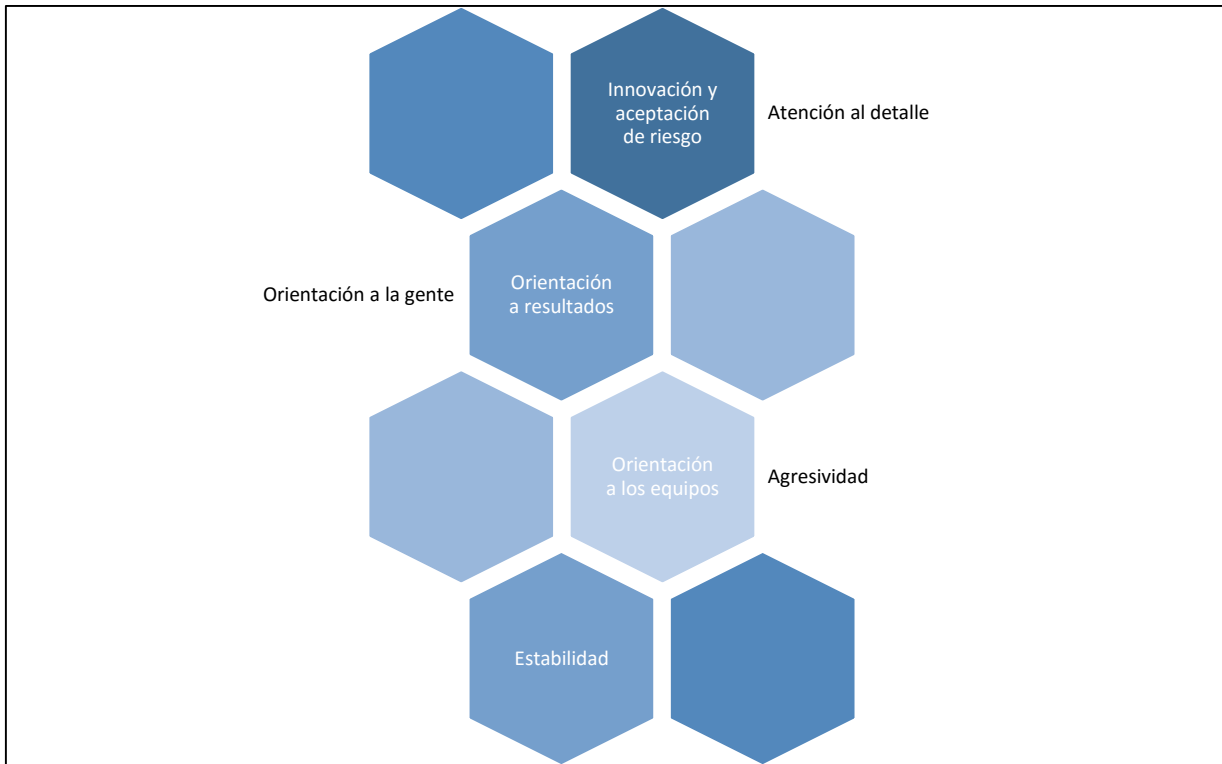 Innovación y
aceptación
de riesgo
Atención al detalle
Orientación a la gente
Orientación
a resultados
Orientación
a los equipos
Agresividad
Estabilidad